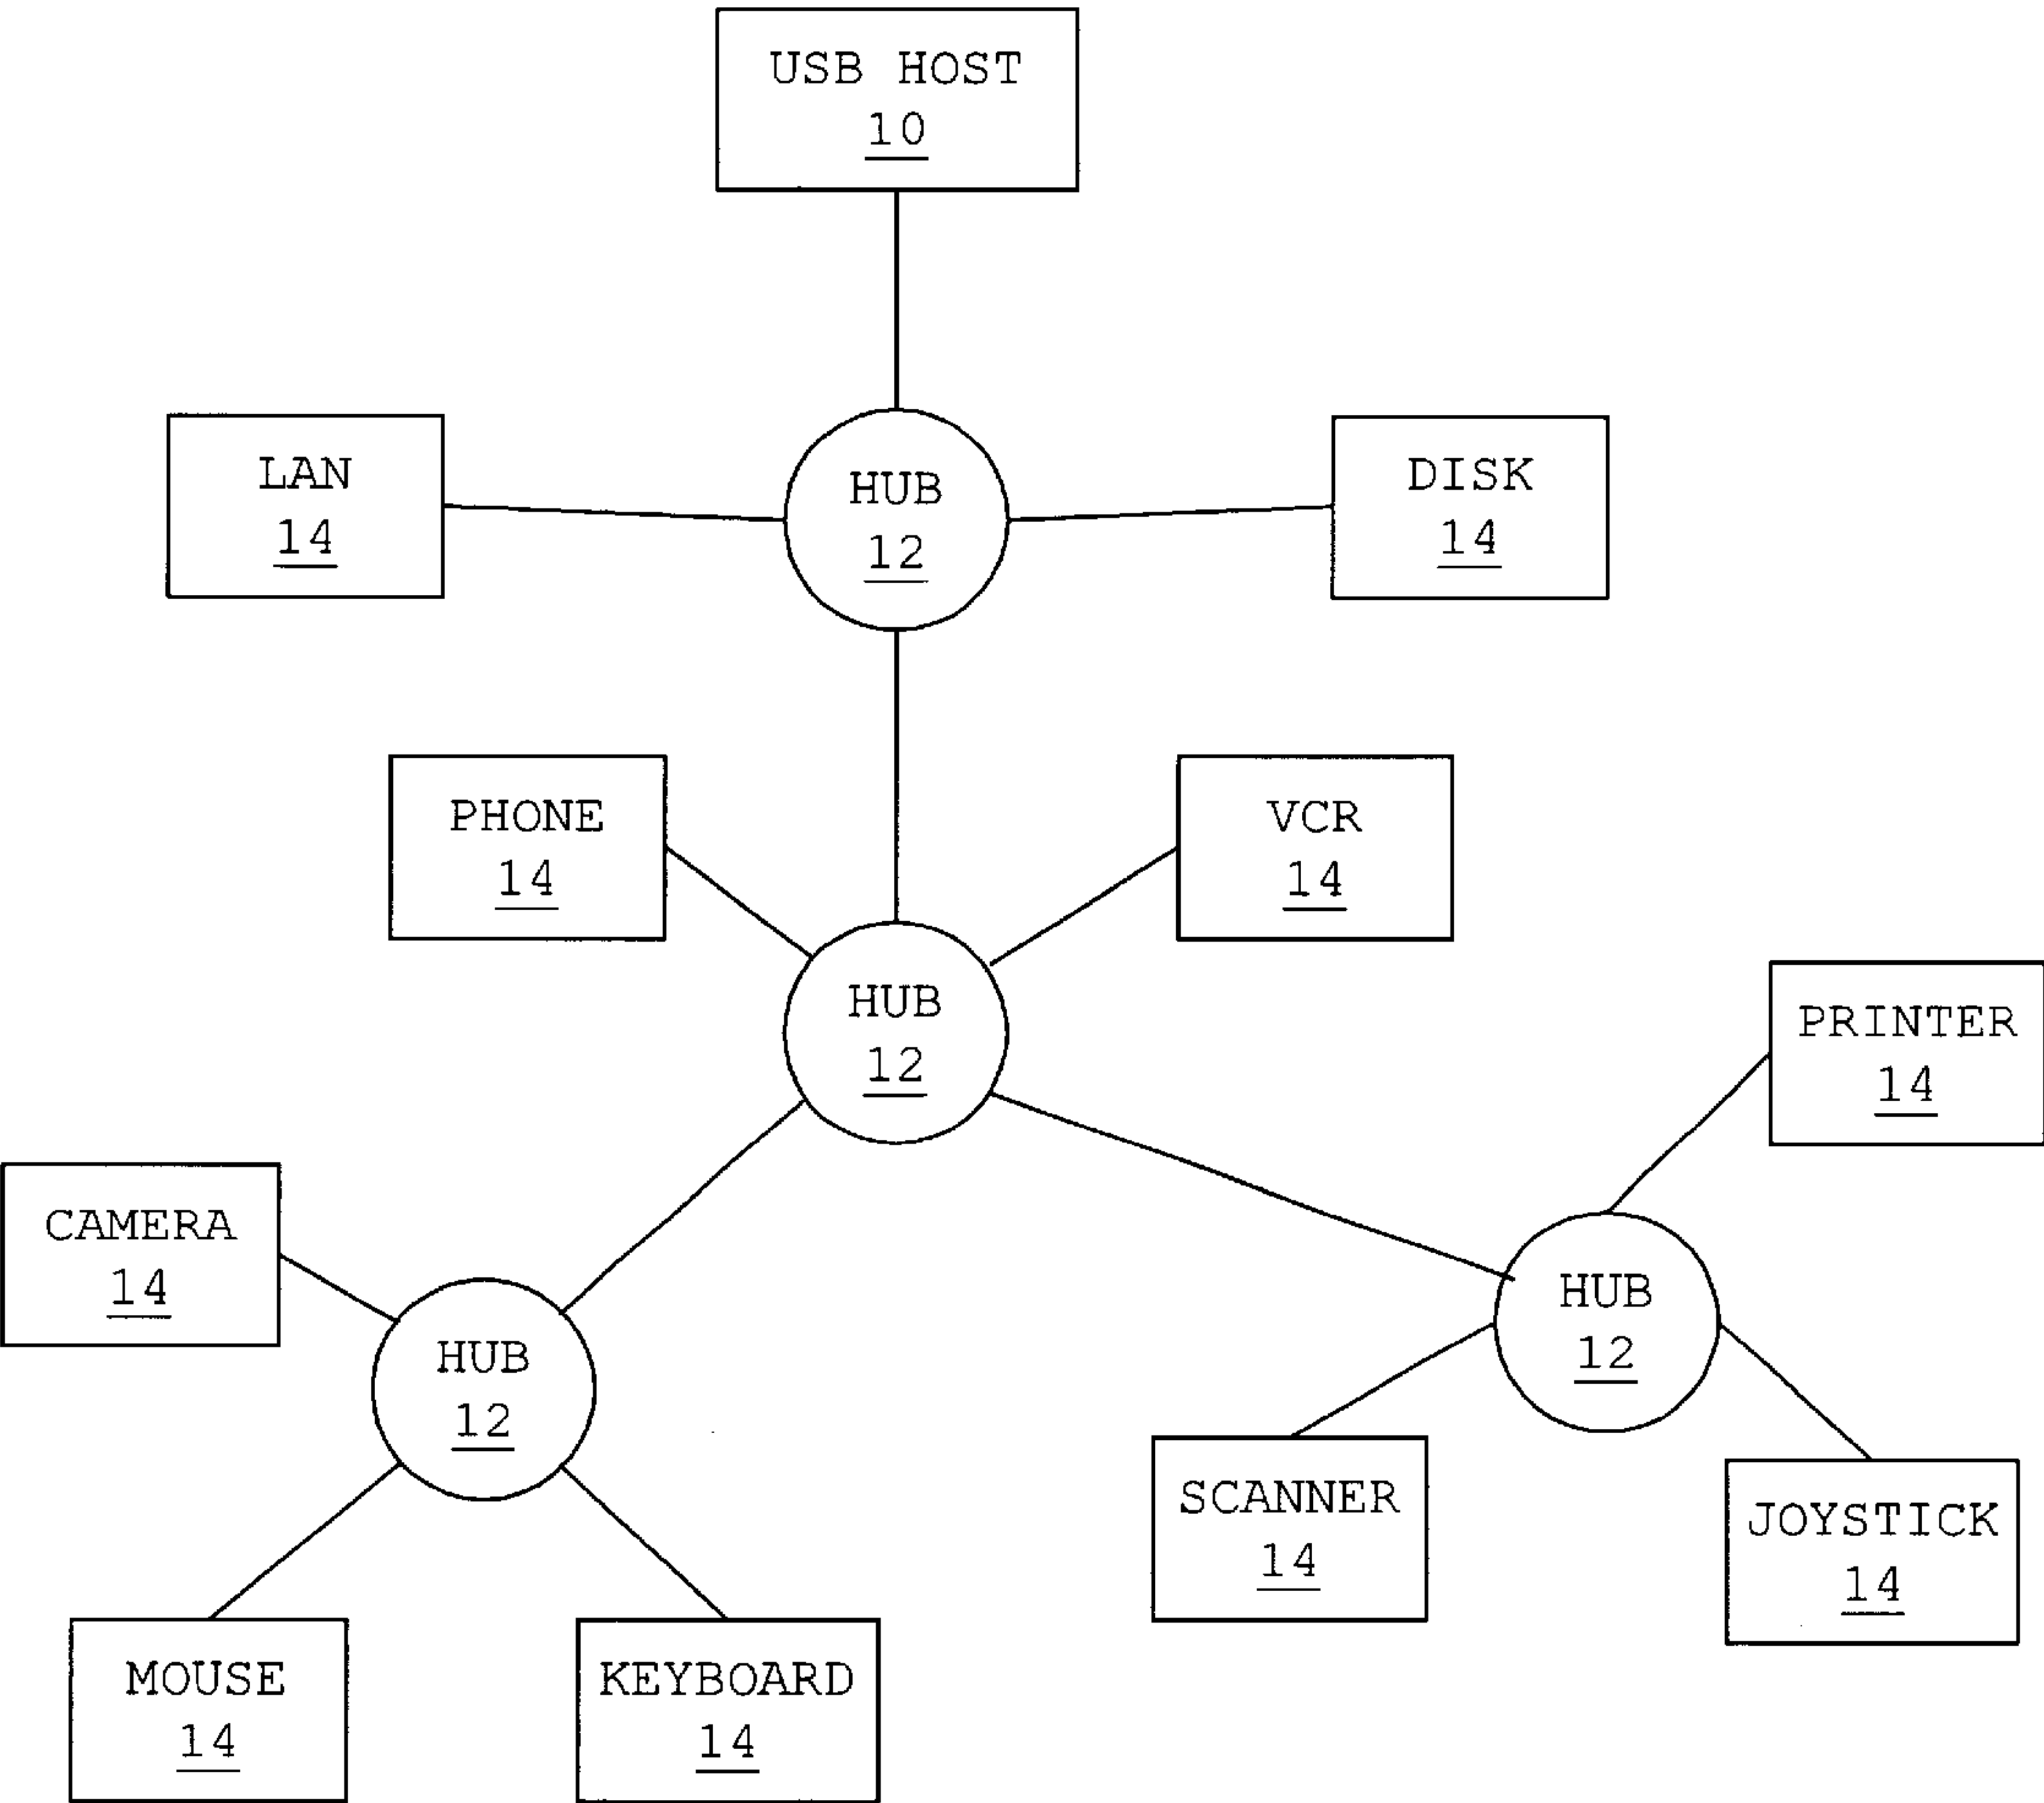 USB HOST
10
LAN
14
HUB
12
DISK
14
PHONE
14
VCR
14
HUB
12
PRINTER
14
CAMERA
14
HUB
12
HUB
12
SCANNER
14
JOYSTICK
14
MOUSE
14
KEYBOARD
14